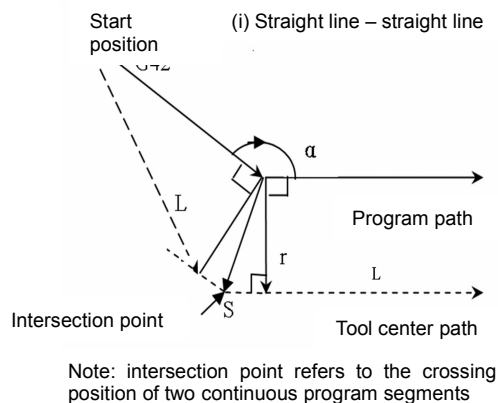 Start
position
(i) Straight line – straight line
G42
α
L
Program path
r
L
Intersection point
S
Tool center path
Note: intersection point refers to the crossing
position of two continuous program segments